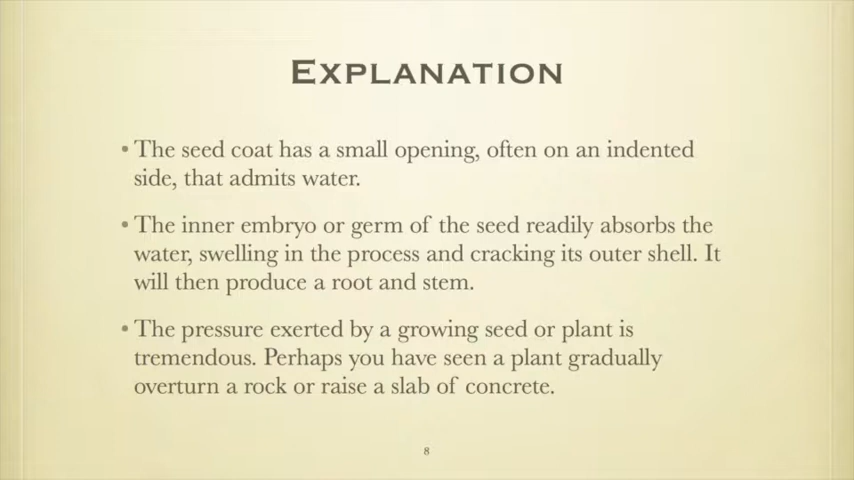 EXPLANATION
• The seed coat has a small opening, often on an indented
side, that admits water.
• The inner embryo or germ of the seed readily absorbs the
water, swelling in the process and cracking its outer shell. It
will then produce a root and stem.
• The pressure exerted by a growing seed or plant is
tremendous. Perhaps you have seen a plant gradually
overturn a rock or raise a slab of concrete.
8